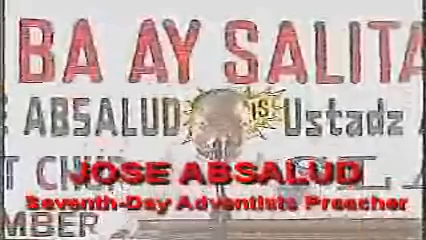 BA AY SALITA
ABSALUD Ustadz
JOSE ABSALUD
Seventh-Day Adventists Preacher
MBER